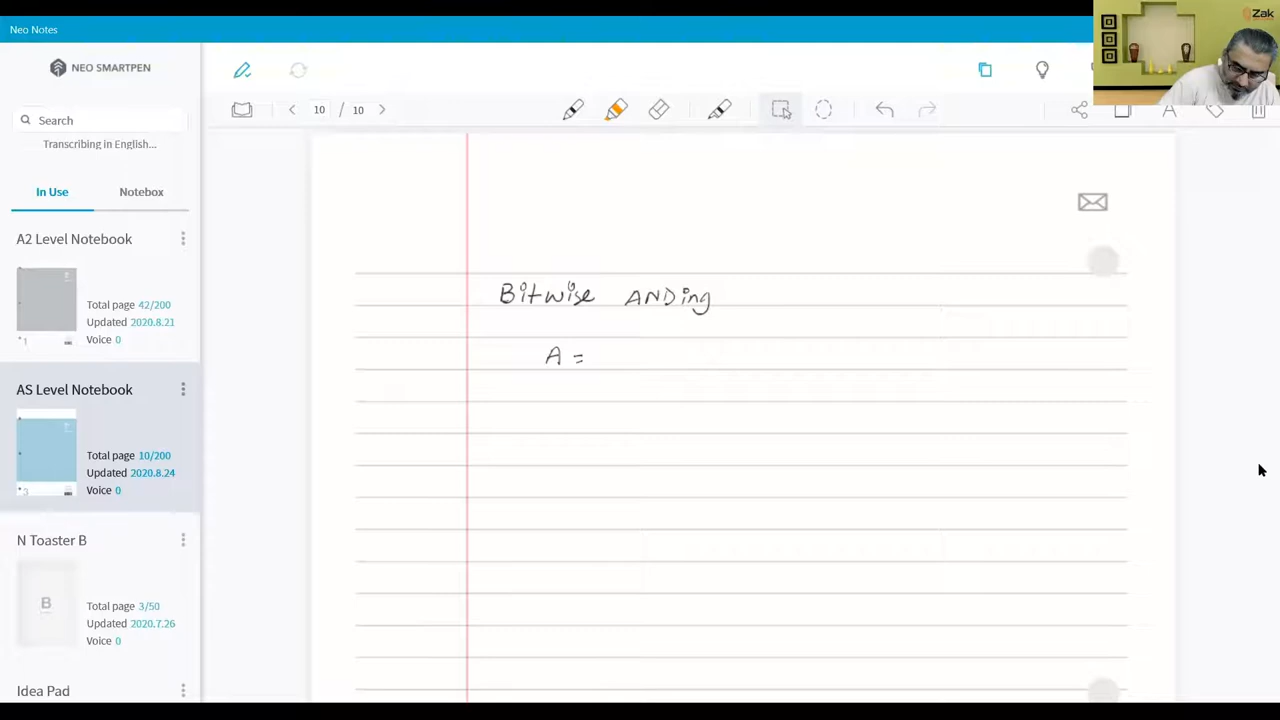 Zak
Neo Notes
NEO SMARTPEN
Search
Transcribing in English...
In Use
Notebox
10 / 10
A2 Level Notebook
Total page 42/200
Updated 2020.8.21
Voice 0
AS Level Notebook
Total page 10/200
Updated 2020.8.24
Voice 0
N Toaster B
B
Total page 3/50
Updated 2020.7.26
Voice 0
Idea Pad
Bitwise ANDing
A =